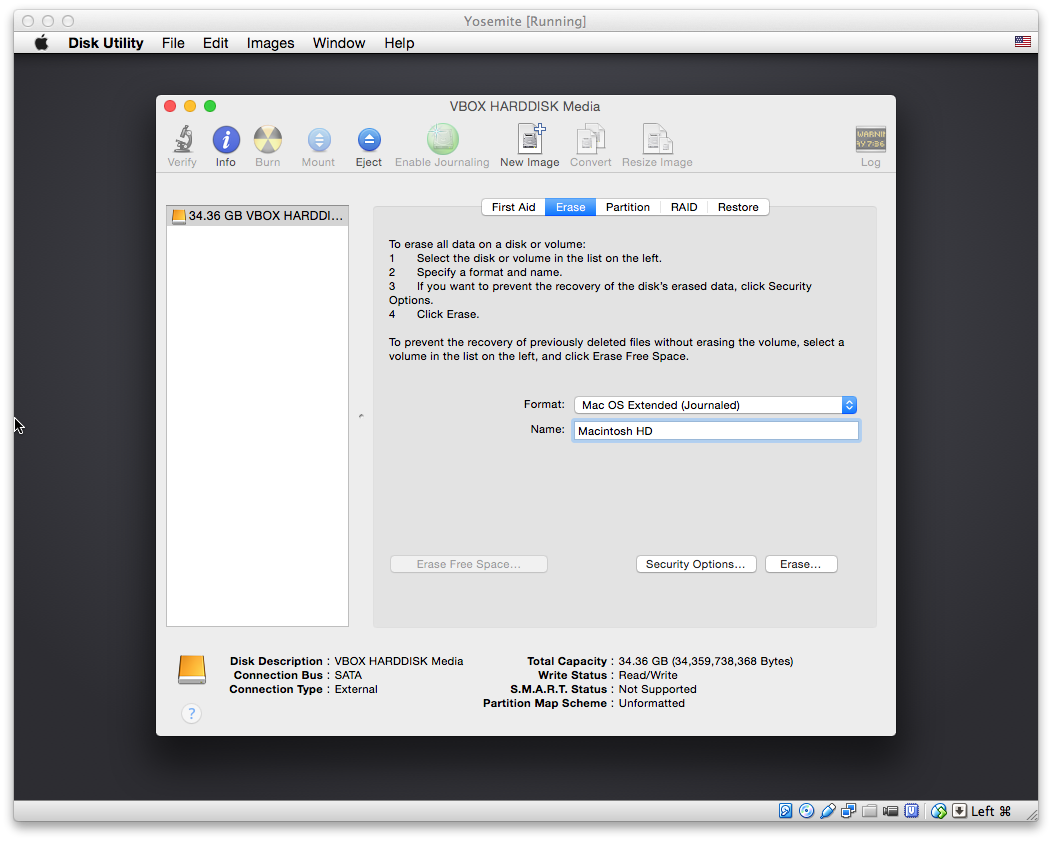 Yosemite [Running]
Disk Utility File Edit Images Window Help
VBOX HARDDISK Media
WARNIN
AY 7:36
Verify Info Burn Mount Eject Enable Journaling New Image Convert Resize Image Log
34.36 GB VBOX HARDDI...
First Aid Erase Partition RAID Restore
To erase all data on a disk or volume:
1 Select the disk or volume in the list on the left.
2 Specify a format and name.
3 If you want to prevent the recovery of the disk's erased data, click Security
Options.
4 Click Erase.
To prevent the recovery of previously deleted files without erasing the volume, select a
volume in the list on the left, and click Erase Free Space.
Format: Mac OS Extended (Journaled)
Name: Macintosh HD
Erase Free Space... Security Options... Erase...
Disk Description : VBOX HARDDISK Media
Connection Bus : SATA
Connection Type : External
Total Capacity : 34.36 GB (34,359,738,368 Bytes)
Write Status : Read/Write
S.M.A.R.T. Status : Not Supported
Partition Map Scheme : Unformatted
?
Left ⌘